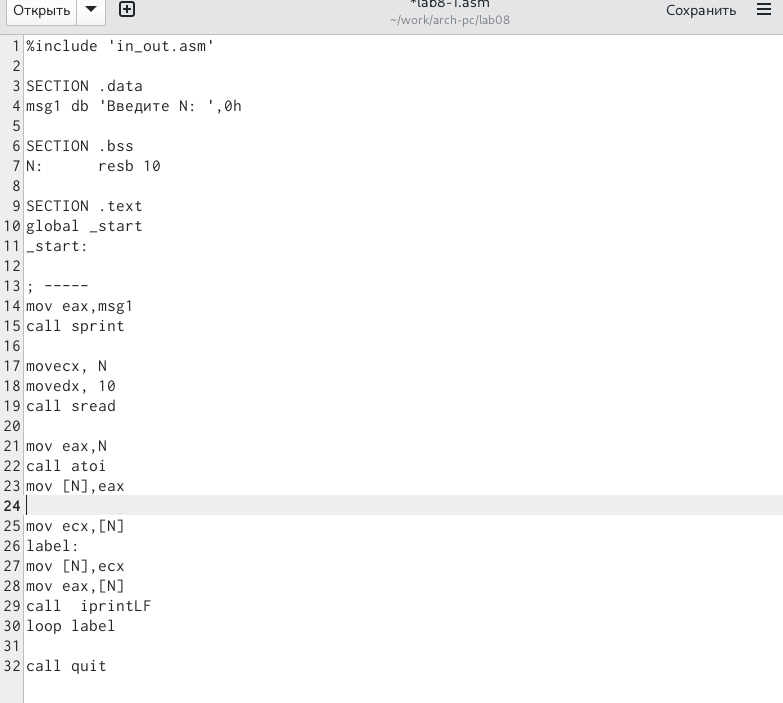 Открыть
*lab8-1.asm
~/work/arch-pc/lab08
Сохранить
1 %include 'in_out.asm'
2
3 SECTION .data
4 msg1 db 'Введите N: ',0h
5
6 SECTION .bss
7 N:      resb 10
8
9 SECTION .text
10 global _start
11 _start:
12
13 ; -----
14 mov eax,msg1
15 call sprint
16
17 movecx, N
18 movedx, 10
19 call sread
20
21 mov eax,N
22 call atoi
23 mov [N],eax
24
25 mov ecx,[N]
26 label:
27 mov [N],ecx
28 mov eax,[N]
29 call  iprintLF
30 loop label
31
32 call quit